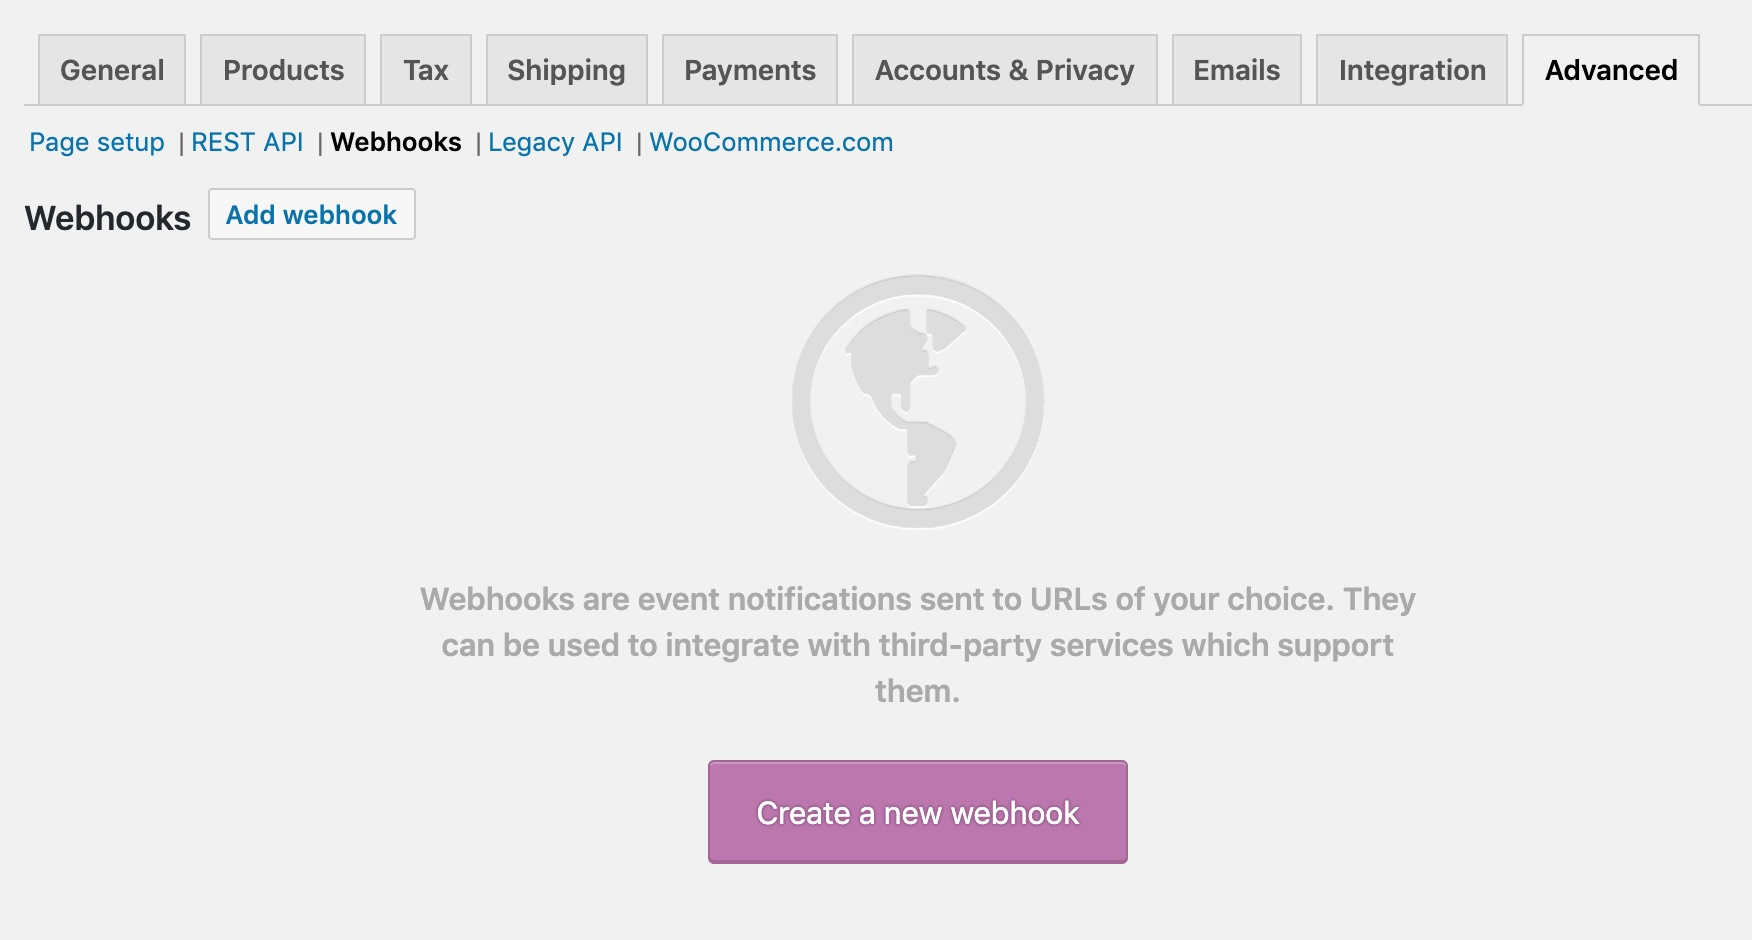 General Products Tax Shipping Payments Accounts & Privacy Emails Integration Advanced
Page setup | REST API | Webhooks | Legacy API | WooCommerce.com
Webhooks Add webhook
Webhooks are event notifications sent to URLs of your choice. They
can be used to integrate with third-party services which support
them.
Create a new webhook